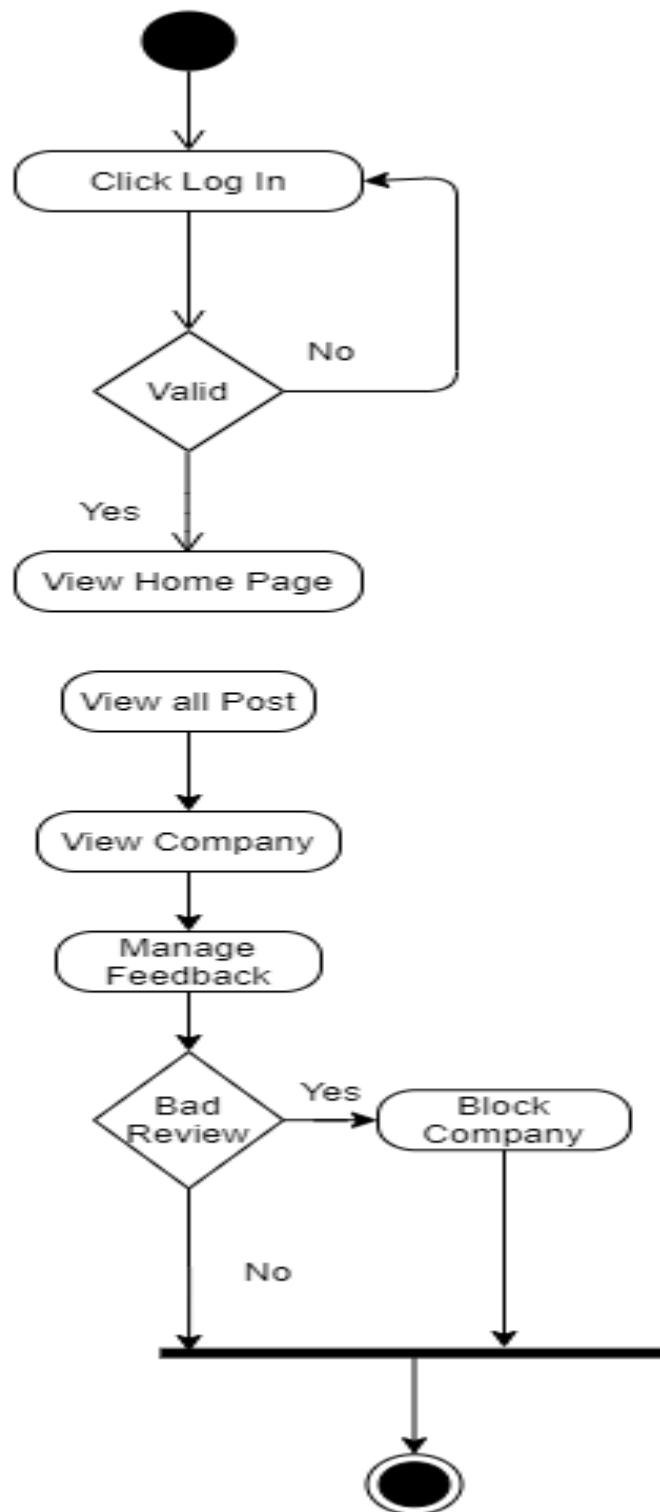 Click Log In
No
Valid
Yes
View Home Page
View all Post
View Company
Manage
Feedback
Bad
Review
Yes
Block
Company
No